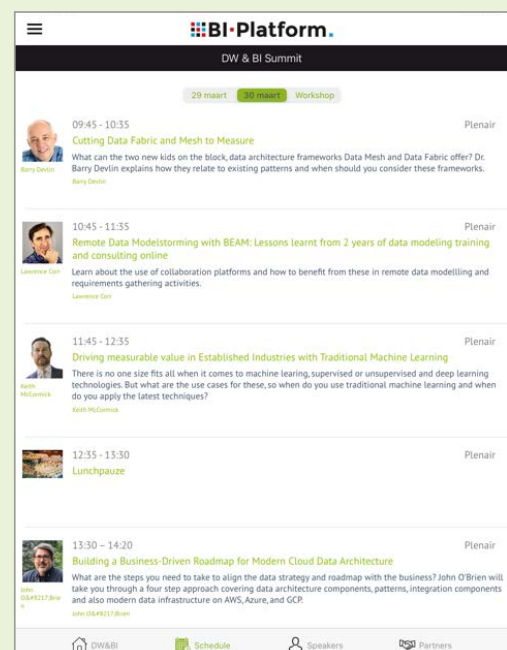 BI-Platform.
DW & BI Summit
29 maart 30 maart Workshop
09:45 - 10:35 Plenair
Cutting Data Fabric and Mesh to Measure
What can the two new kids on the block, data architecture frameworks Data Mesh and Data Fabric offer? Dr.
Barry Devlin explains how they relate to existing patterns and when should you consider these frameworks.
Barry Devlin
Barry Devlin
10:45 - 11:35 Plenair
Remote Data Modelstorming with BEAM: Lessons learnt from 2 years of data modeling training
and consulting online
Learn about the use of collaboration platforms and how to benefit from these in remote data modellling and
requirements gathering activities.
Lawrence Corr
Lawrence Corr
11:45 - 12:35 Plenair
Driving measurable value in Established Industries with Traditional Machine Learning
There is no one size fits all when it comes to machine learing, supervised or unsupervised and deep learning
technologies. But what are the use cases for these, so when do you use traditional machine learning and when
do you apply the latest techniques?
Keith
McCormick
Keith McCormick
12:35 - 13:30 Plenair
Lunchpauze
13:30 – 14:20 Plenair
Building a Business-Driven Roadmap for Modern Cloud Data Architecture
What are the steps you need to take to align the data strategy and roadmap with the business? John O'Brien will
take you through a four step approach covering data architecture components, patterns, integration components
and also modern data infrastructure on AWS, Azure, and GCP.
John
O&#8217;Brie
n
John O&#8217;Brien
DW&BI Schedule Speakers Partners